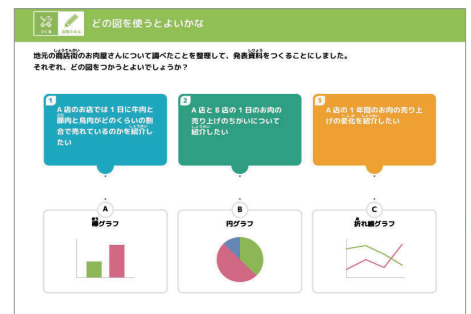 どの図を使うとよいかな
地元の商店街のお肉屋さんについて調べたことを整理して、発表資料をつくることにしました。
それぞれ、どの図をつかうとよいでしょうか？
1
A店のお店では1日に牛肉と
豚肉と鳥肉がどのくらいの割
合で売れているのかを紹介し
たい
2
A店とB店の1日のお肉の
売り上げのちがいについて
紹介したい
3
A店の1年間のお肉の売り上
げの変化を紹介したい
A
棒グラフ
B
円グラフ
C
折れ線グラフ